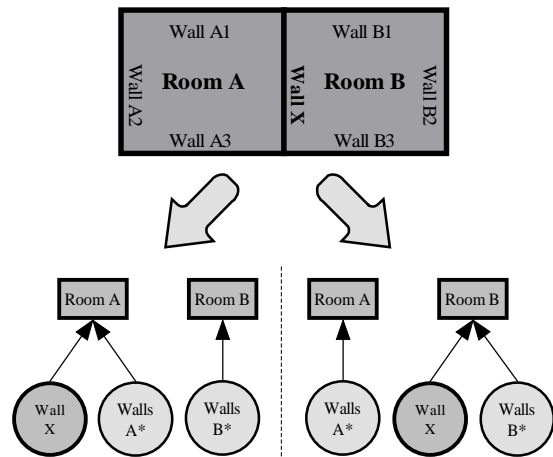 Wall A1
Wall B1
Wall A2
Room A
Wall X
Room B
Wall B2
Wall A3
Wall B3
Room A
Room B
Room A
Room B
Wall
X
Walls
A*
Walls
B*
Walls
A*
Wall
X
Walls
B*